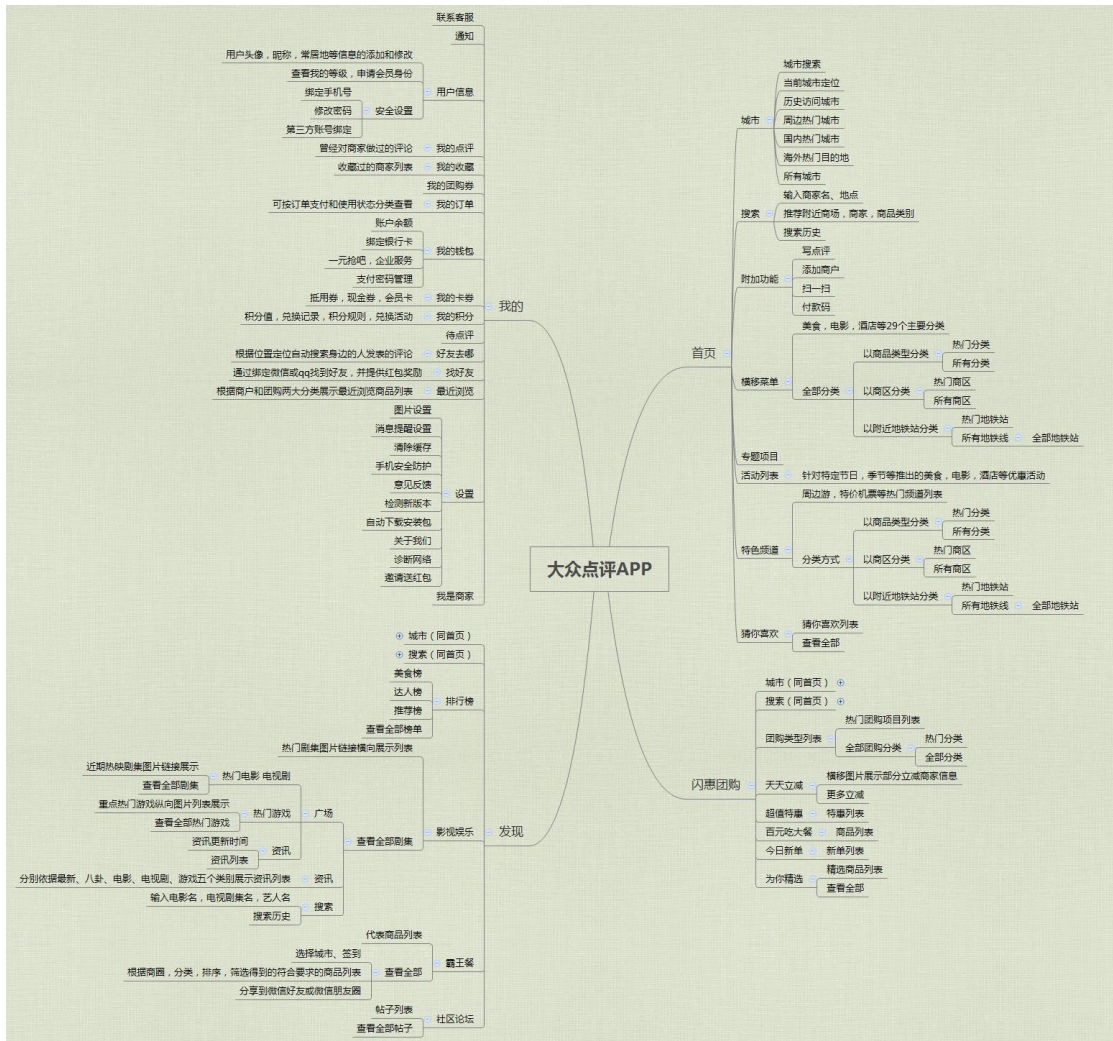 大众点评APP
首页
城市
城市搜索
当前城市定位
历史访问城市
周边热门城市
国内热门城市
海外热门目的地
所有城市
搜索
输入商家名、地点
推荐附近商场，商家，商品类别
搜索历史
附加功能
写点评
添加商户
扫一扫
付款码
横移菜单
美食，电影，酒店等29个主要分类
全部分类
以商品类型分类
热门分类
所有分类
以商区分类
热门商区
所有商区
以附近地铁站分类
热门地铁站
所有地铁线
全部地铁站
专题项目
活动列表
针对特定节日，季节等推出的美食，电影，酒店等优惠活动
特色频道
周边游，特价机票等热门频道列表
分类方式
以商品类型分类
热门分类
所有分类
以商区分类
热门商区
所有商区
以附近地铁站分类
热门地铁站
所有地铁线
全部地铁站
猜你喜欢
猜你喜欢列表
查看全部
闪惠团购
城市（同首页）
搜索（同首页）
团购类型列表
热门团购项目列表
全部团购分类
热门分类
全部分类
天天立减
横移图片展示部分立减商家信息
更多立减
超值特惠
特惠列表
百元吃大餐
商品列表
今日新单
新单列表
为你精选
精选商品列表
查看全部
我的
联系客服
通知
用户信息
用户头像，昵称，常居地等信息的添加和修改
查看我的等级，申请会员身份
安全设置
绑定手机号
修改密码
第三方账号绑定
我的点评
曾经对商家做过的评论
我的收藏
收藏过的商家列表
我的团购券
我的订单
可按订单支付和使用状态分类查看
我的钱包
账户余额
绑定银行卡
一元抢吧，企业服务
支付密码管理
我的卡券
抵用券，现金券，会员卡
我的积分
积分值，兑换记录，积分规则，兑换活动
待点评
好友去哪
根据位置定位自动搜索身边的人发表的评论
找好友
通过绑定微信或qq找到好友，并提供红包奖励
最近浏览
根据商户和团购两大分类展示最近浏览商品列表
设置
图片设置
消息提醒设置
清除缓存
手机安全防护
意见反馈
检测新版本
自动下载安装包
关于我们
诊断网络
邀请送红包
我是商家
发现
城市（同首页）
搜素（同首页）
排行榜
美食榜
达人榜
推荐榜
查看全部榜单
影视娱乐
热门剧集图片链接横向展示列表
查看全部剧集
广场
热门电影 电视剧
近期热映剧集图片链接展示
查看全部剧集
热门游戏
重点热门游戏纵向图片列表展示
查看全部热门游戏
资讯
资讯更新时间
资讯列表
资讯
分别依据最新、八卦、电影、电视剧、游戏五个类别展示资讯列表
搜索
输入电影名，电视剧集名，艺人名
搜索历史
霸王餐
代表商品列表
查看全部
选择城市、签到
根据商圈，分类，排序，筛选得到的符合要求的商品列表
分享到微信好友或微信朋友圈
社区论坛
帖子列表
查看全部帖子